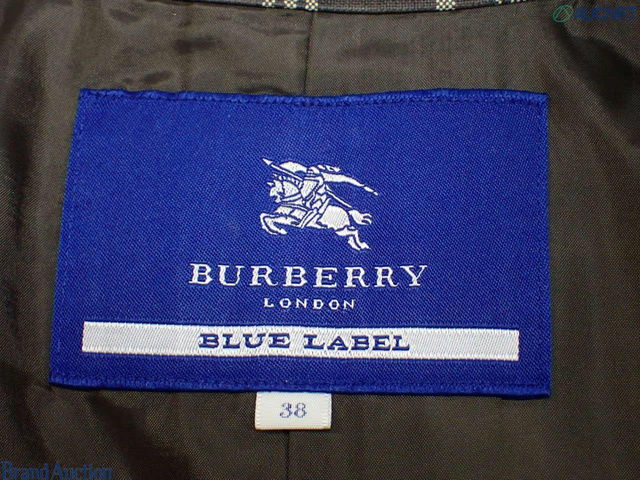 BURBERRY
LONDON
BLUE LABEL
38
Brand Auction